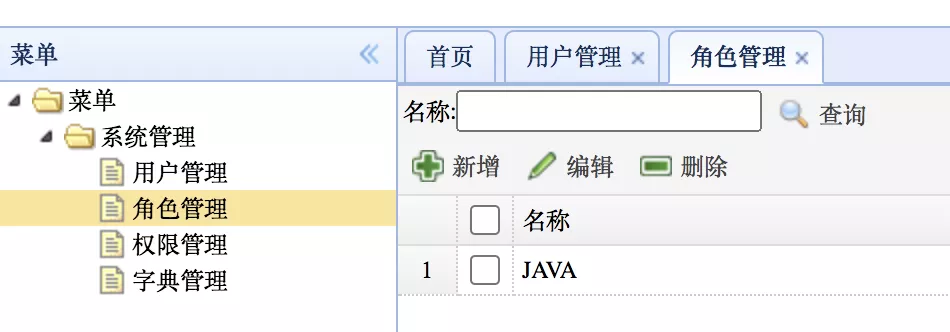 菜单
菜单
系统管理
用户管理
角色管理
权限管理
字典管理
首页 用户管理 角色管理
名称: 查询
新增 编辑 删除
名称
1 JAVA